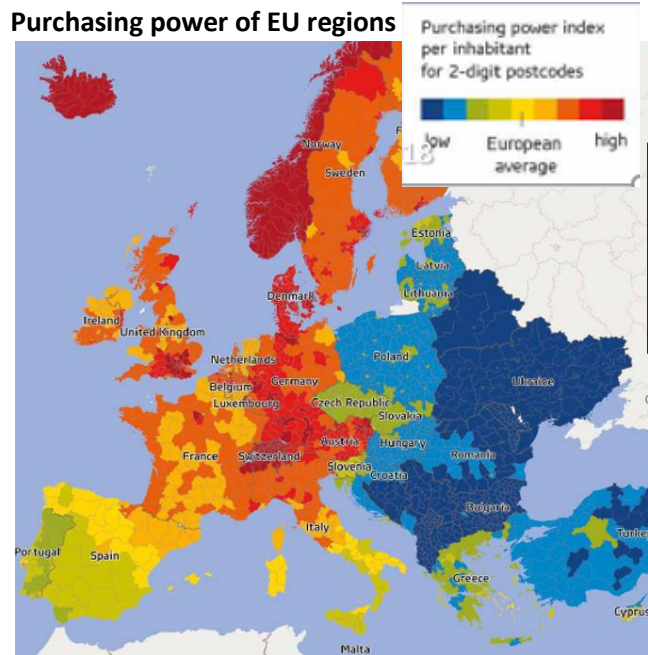 Purchasing power of EU regions
Purchasing power index
per inhabitant
for 2-digit postcodes
low
European
average
high
18
Norway
F
Sweden
Estonia
Latvia
Lithuania
Denmark
Ireland
United Kingdom
Netherlands
Belgium
Luxembourg
Germany
Poland
Ukraine
Czech Republic
Slovakia
France
Switzerland
Austria
Hungary
Slovenia
Croatia
Romania
Italy
Bulgaria
Portugal
Spain
Greece
Turke
Cyprus
Malta